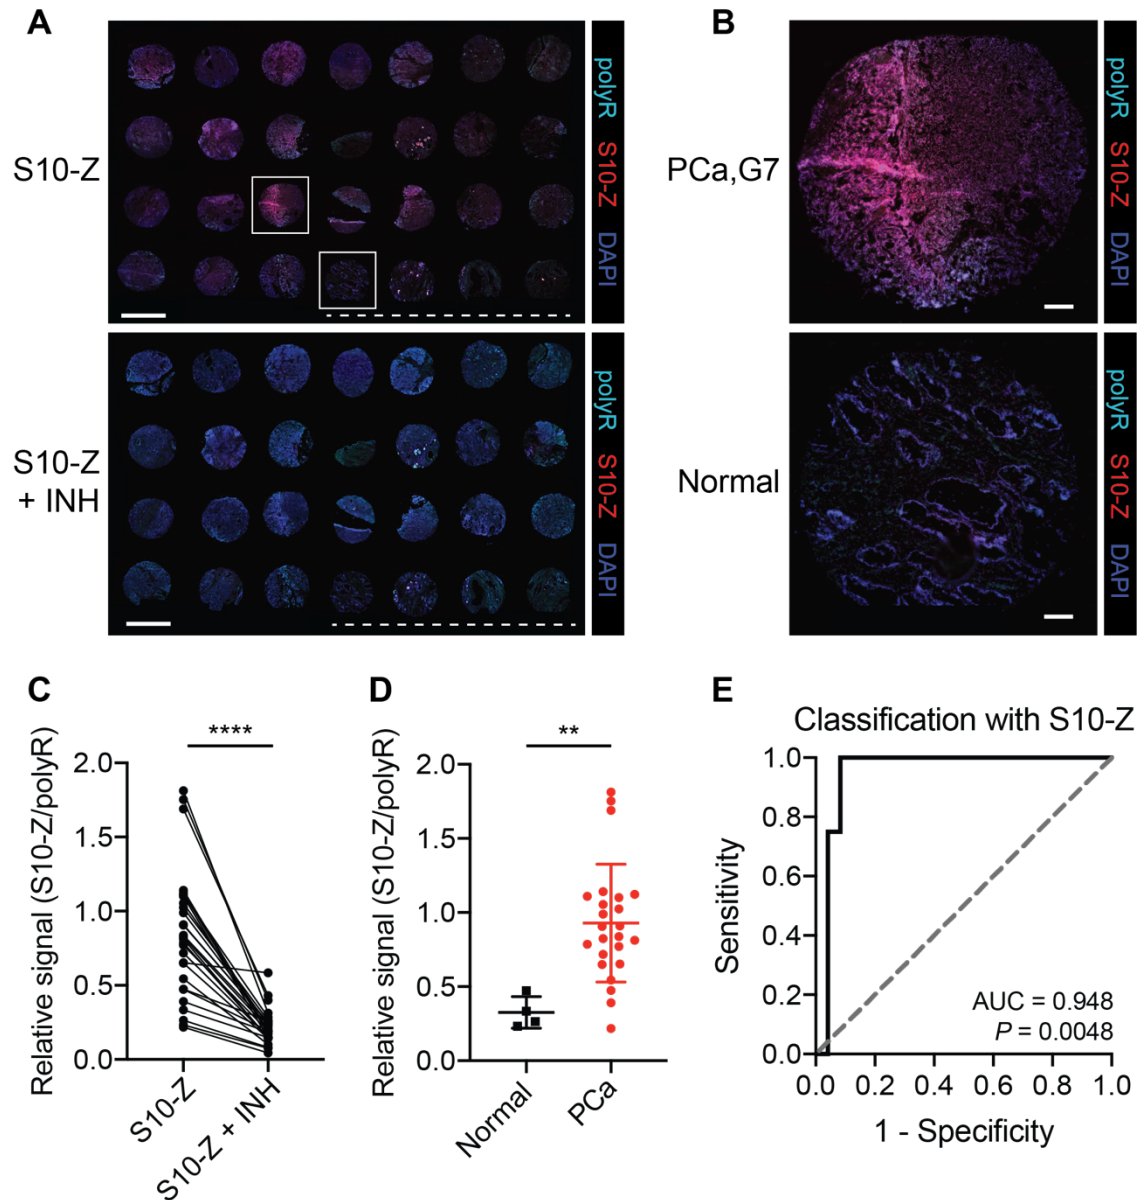 A
S10-Z
polyR S10-Z DAPI
S10-Z
+ INH
polyR S10-Z DAPI
B
PCa,G7
polyR S10-Z DAPI
Normal
polyR S10-Z DAPI
C
Relative signal (S10-Z/polyR)
****
2.0
1.5
1.0
0.5
0.0
S10-Z
S10-Z + INH
D
Relative signal (S10-Z/polyR)
**
2.0
1.5
1.0
0.5
0.0
Normal
PCa
E
Classification with S10-Z
Sensitivity
1.0
0.8
0.6
0.4
0.2
0.0
AUC = 0.948
P = 0.0048
0.0 0.2 0.4 0.6 0.8 1.0
1 - Specificity